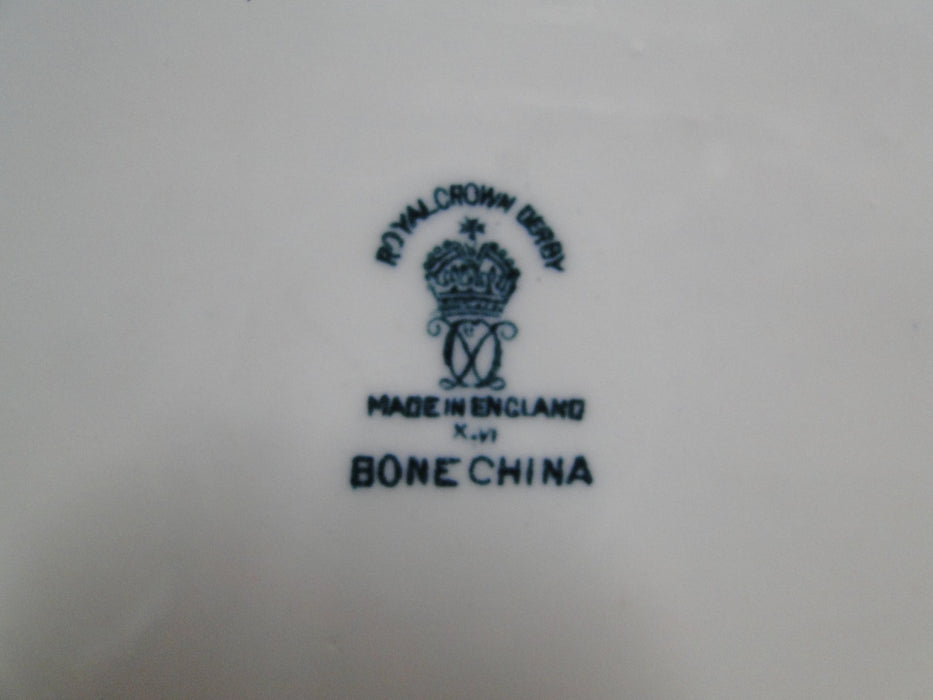 ROYAL CROWN DERBY
MADE IN ENGLAND
X.VI
BONE CHINA